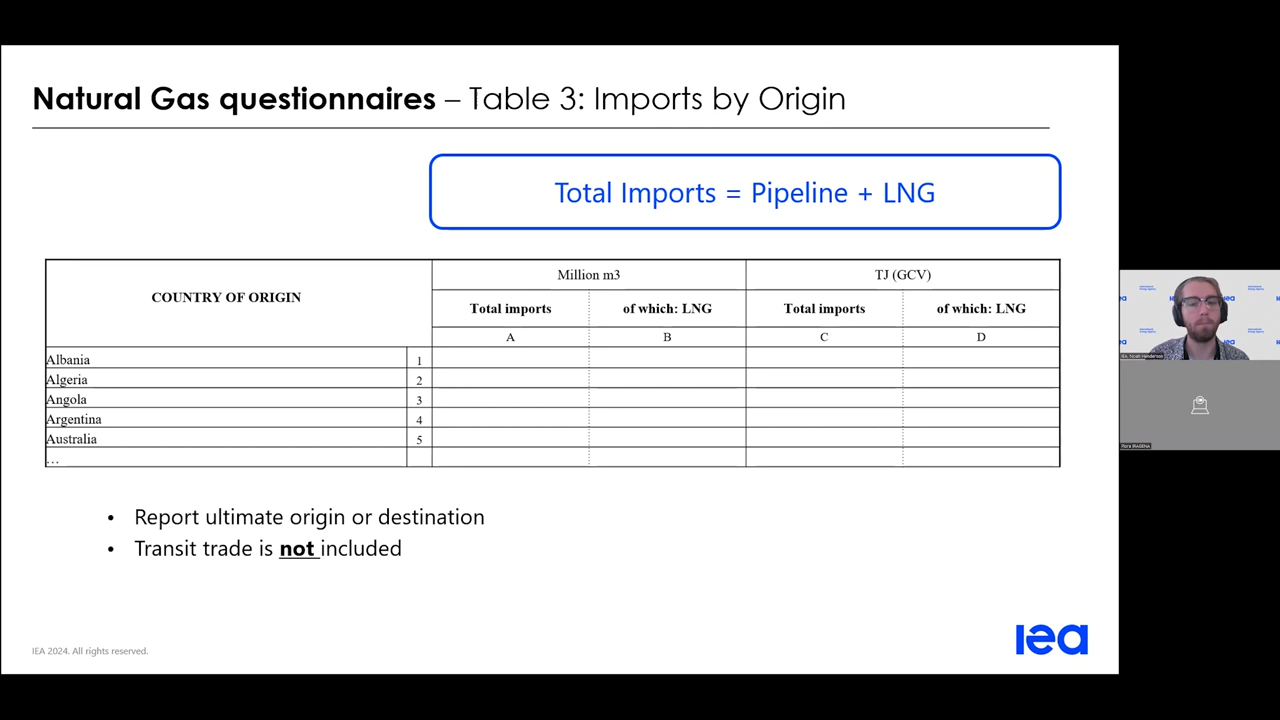 Natural Gas questionnaires – Table 3: Imports by Origin
Total Imports = Pipeline + LNG
COUNTRY OF ORIGIN
Million m3
TJ (GCV)
Total imports
of which: LNG
Total imports
of which: LNG
A
B
C
D
Albania 1
Algeria 2
Angola 3
Argentina 4
Australia 5
...
• Report ultimate origin or destination
• Transit trade is not included
IEA 2024. All rights reserved.
iea